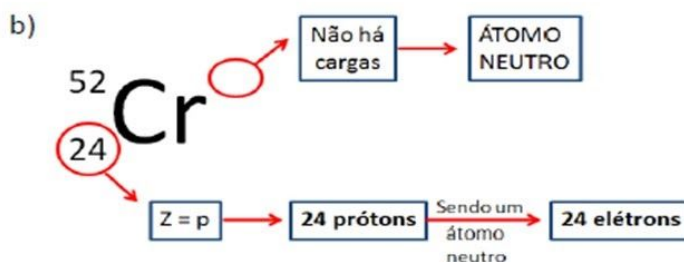 b)
Não há
cargas
ÁTOMO
NEUTRO
52
Cr
24
Z = p
24 prótons
Sendo um
átomo
neutro
24 elétrons